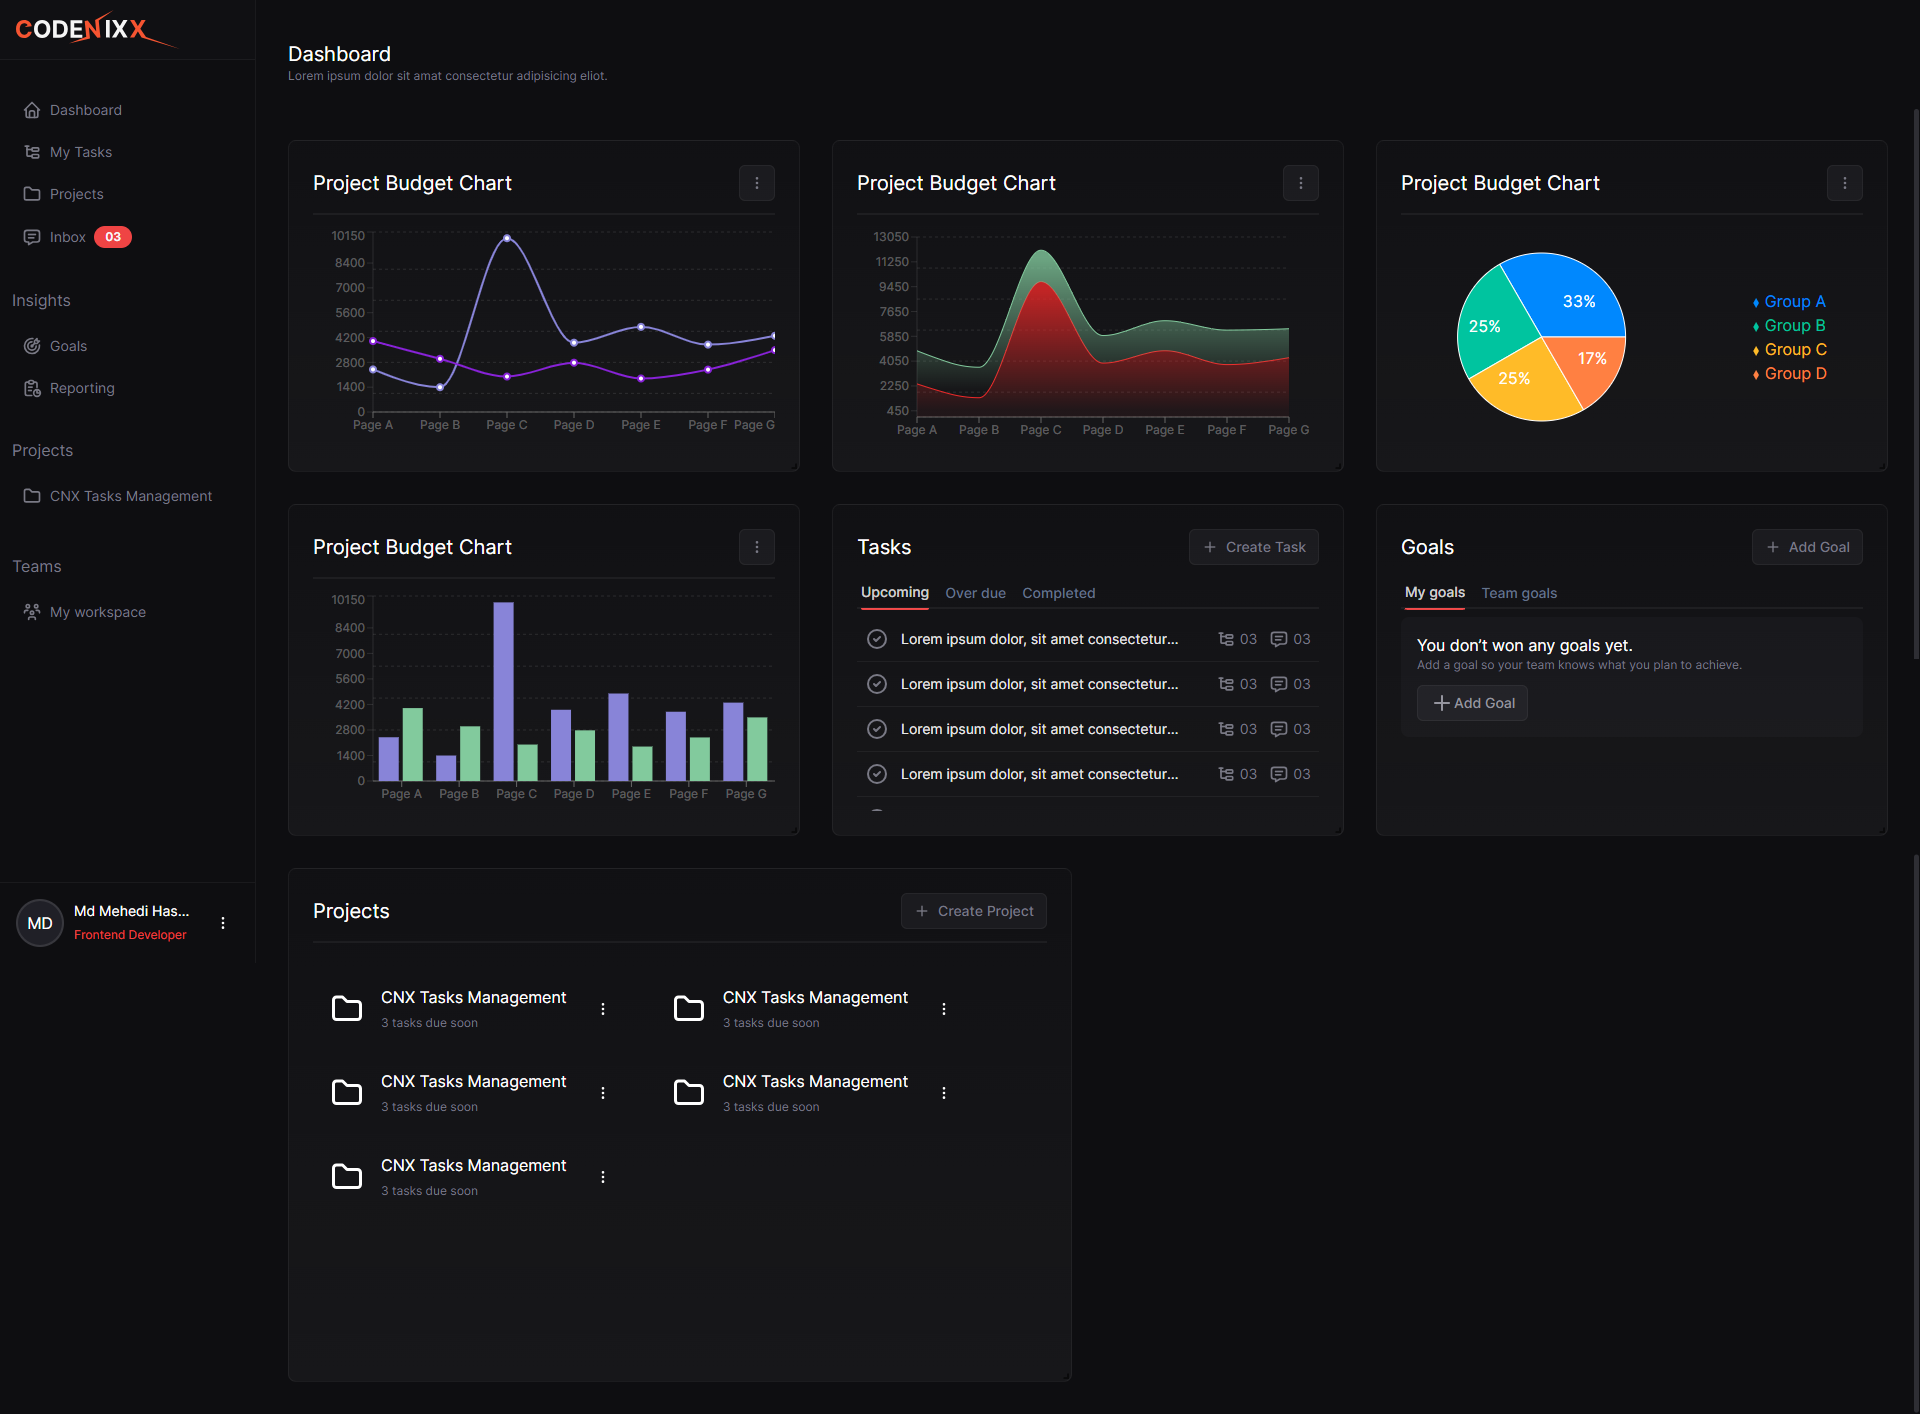 CODENIXX
Dashboard
My Tasks
Projects
Inbox 03
Insights
Goals
Reporting
Projects
CNX Tasks Management
Teams
My workspace
MD
Md Mehedi Has...
Frontend Developer
Dashboard
Lorem ipsum dolor sit amat consectetur adipisicing eliot.
Project Budget Chart
10150
8400
7000
5600
4200
2800
1400
0
Page A Page B Page C Page D Page E Page F Page G
Project Budget Chart
13050
11250
9450
7650
5850
4050
2250
450
Page A Page B Page C Page D Page E Page F Page G
Project Budget Chart
33%
25%
17%
25%
Group A
Group B
Group C
Group D
Project Budget Chart
10150
8400
7000
5600
4200
2800
1400
0
Page A Page B Page C Page D Page E Page F Page G
Tasks
Create Task
Upcoming Over due Completed
Lorem ipsum dolor, sit amet consectetur... 03 03
Lorem ipsum dolor, sit amet consectetur... 03 03
Lorem ipsum dolor, sit amet consectetur... 03 03
Lorem ipsum dolor, sit amet consectetur... 03 03
Goals
Add Goal
My goals Team goals
You don’t won any goals yet.
Add a goal so your team knows what you plan to achieve.
Add Goal
Projects
Create Project
CNX Tasks Management
3 tasks due soon
CNX Tasks Management
3 tasks due soon
CNX Tasks Management
3 tasks due soon
CNX Tasks Management
3 tasks due soon
CNX Tasks Management
3 tasks due soon